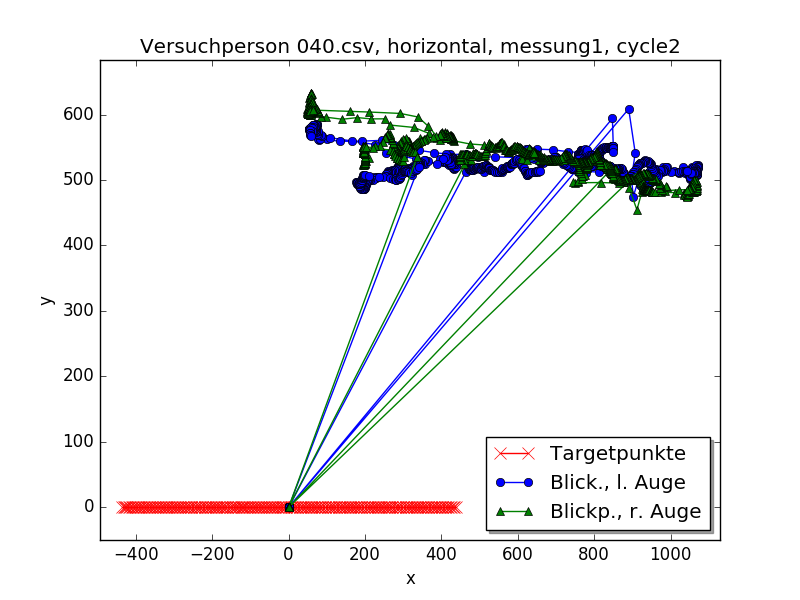 Versuchperson 040.csv, horizontal, messung1, cycle2
600
500
400
300
200
100
0
y
−400
−200
0
200
400
600
800
1000
x
Targetpunkte
Blick., l. Auge
Blickp., r. Auge